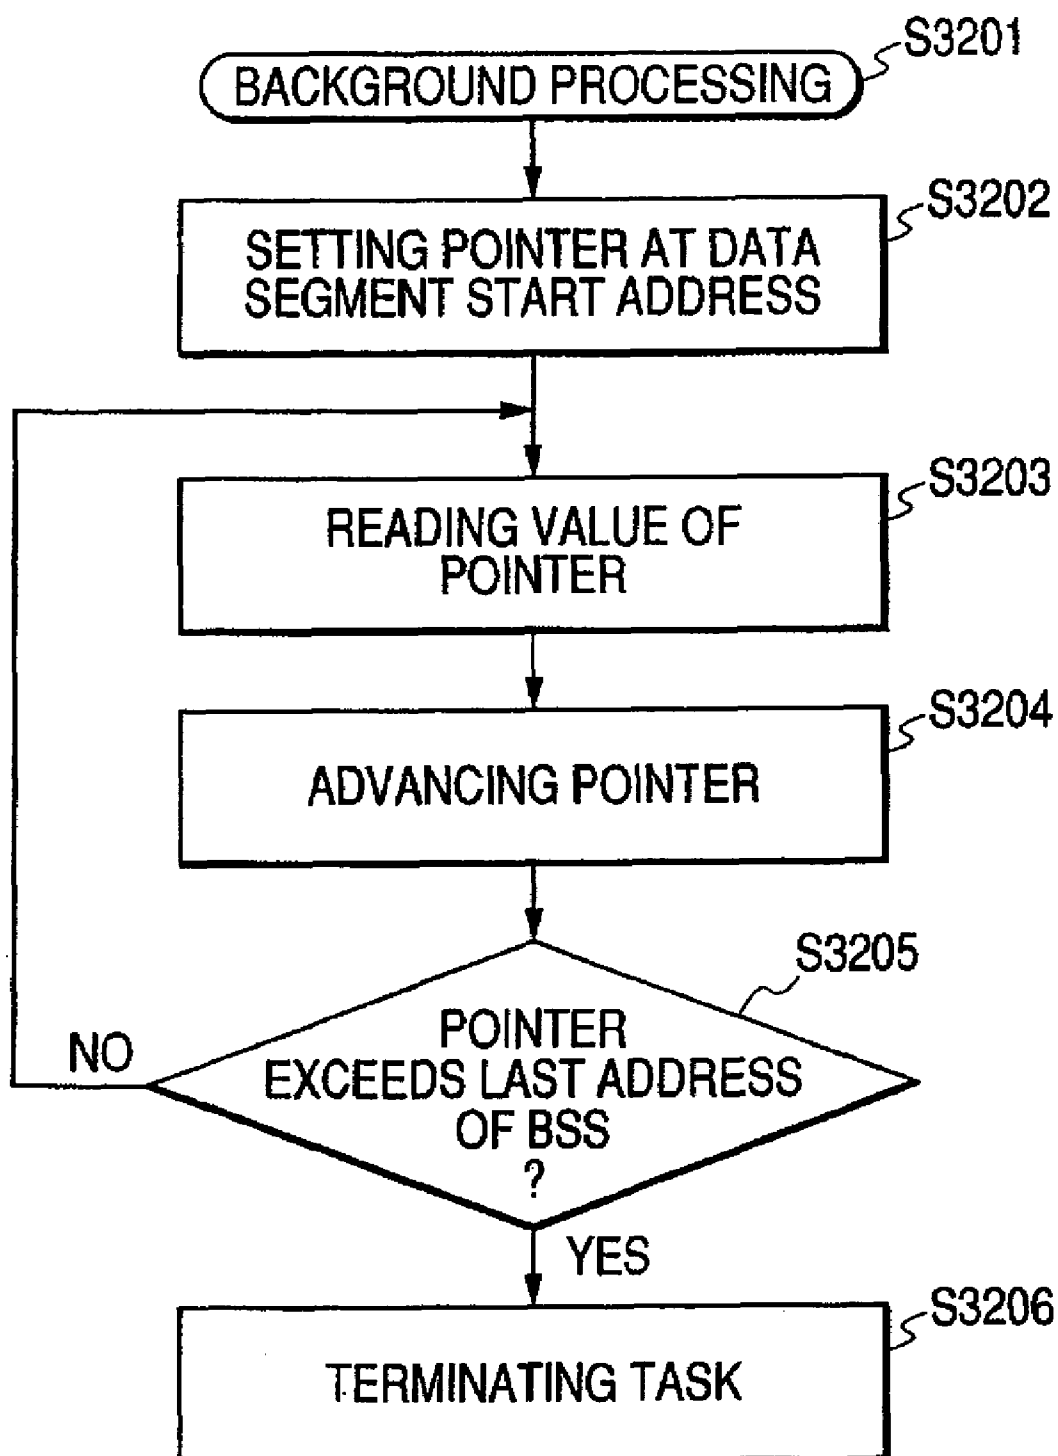 S3201
BACKGROUND PROCESSING
S3202
SETTING POINTER AT DATA
SEGMENT START ADDRESS
S3203
READING VALUE OF
POINTER
S3204
ADVANCING POINTER
S3205
POINTER
EXCEEDS LAST ADDRESS
OF BSS
?
NO
YES
S3206
TERMINATING TASK